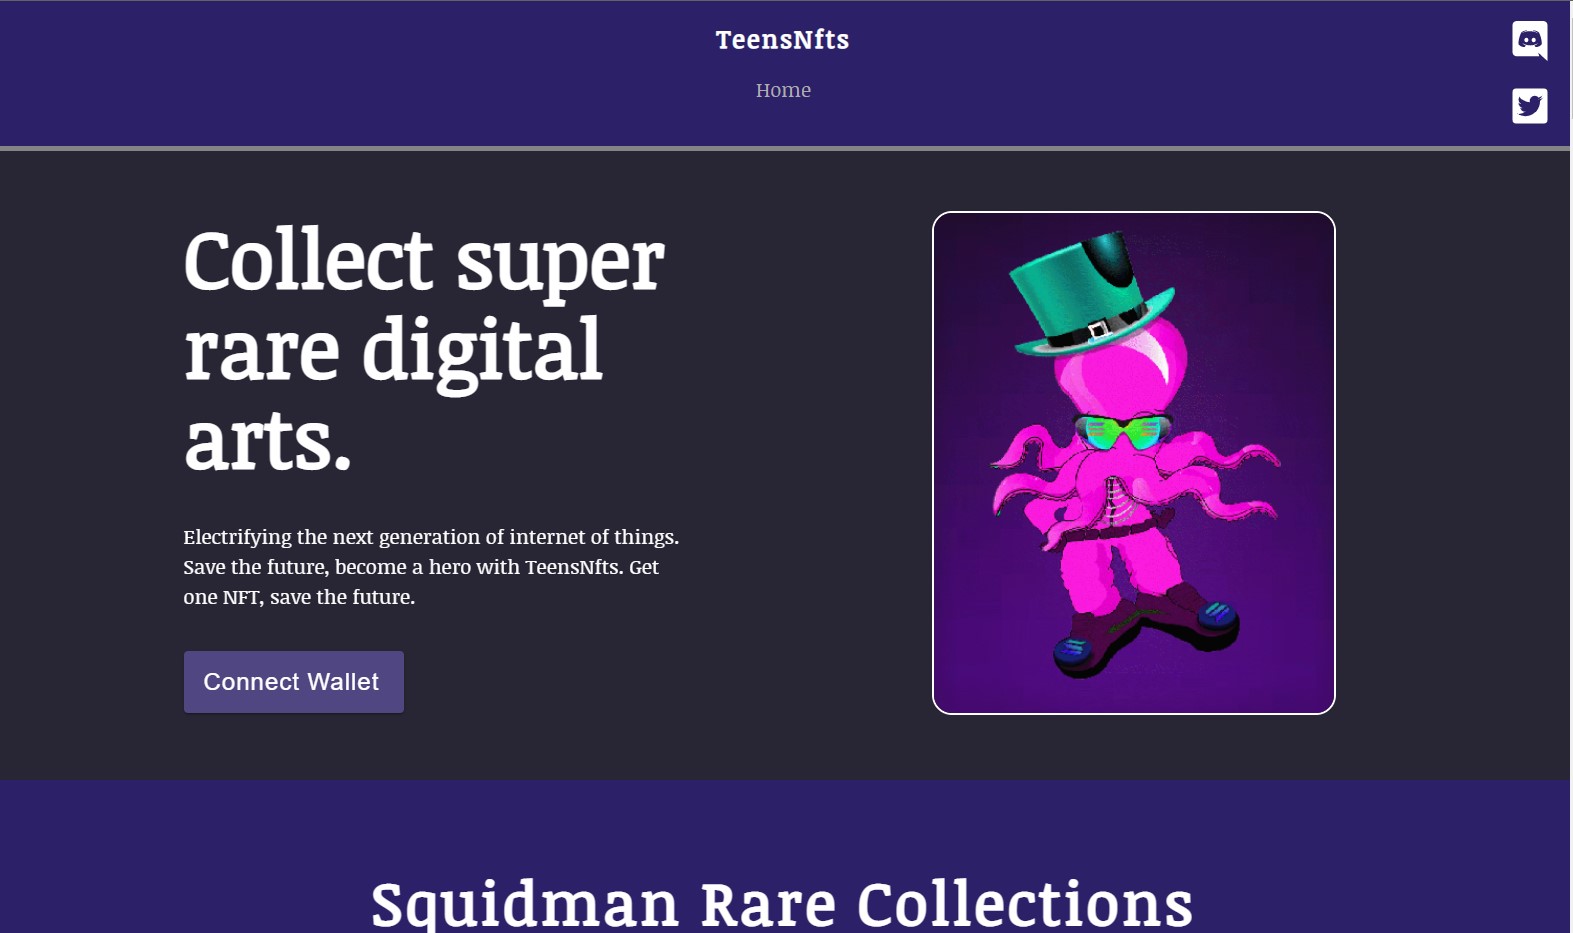 TeensNfts
Home
Collect super
rare digital
arts.
Electrifying the next generation of internet of things.
Save the future, become a hero with TeensNfts. Get
one NFT, save the future.
Connect Wallet
Squidman Rare Collections